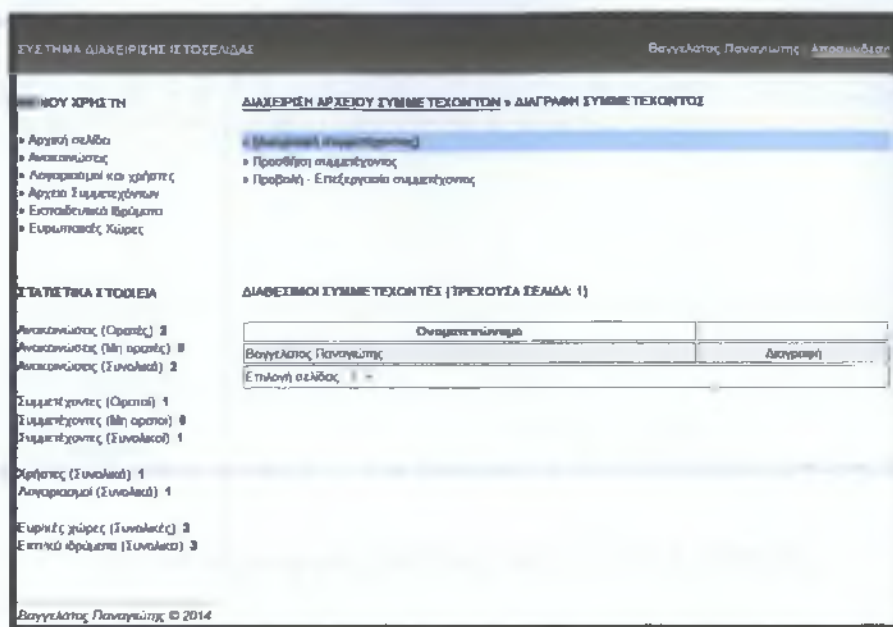 ΣΥΣΤΗΜΑ ΔΙΑΧΕΙΡΙΣΗΣ ΙΣΤΟΣΕΛΙΔΑΣ
Βαγγελάτος Παναγιώτης Αποσύνδεση
ΧΡΗΣΤΗ
» Αρχική σελίδα
» Ανακοινώσεις
» Λογαριασμοί και χρήστες
» Αρχείο Συμμετεχόντων
» Εκπαιδευτικά Ιδρύματα
» Ευρωπαϊκές Χώρες
ΔΙΑΧΕΙΡΙΣΗ ΑΡΧΕΙΟΥ ΣΥΜΜΕΤΕΧΟΝΤΩΝ » ΔΙΑΓΡΑΦΗ ΣΥΜΜΕΤΕΧΟΝΤΟΣ
» [Διαγραφή συμμετέχοντος]
» Προσθήκη συμμετέχοντος
» Προβολή - Επεξεργασία συμμετέχοντος
ΣΤΑΤΙΣΤΙΚΑ ΣΤΟΙΧΕΙΑ
Ανακοινώσεις (Ορατές) 2
Ανακοινώσεις (Μη ορατές) 0
Ανακοινώσεις (Συνολικά) 2
Συμμετέχοντες (Ορατοί) 1
Συμμετέχοντες (Μη ορατοί) 0
Συμμετέχοντες (Συνολικοί) 1
Χρήστες (Συνολικά) 1
Λογαριασμοί (Συνολικά) 1
Ευρ/κές χώρες (Συνολικές) 2
Εκπ/κά ιδρύματα (Συνολικα) 3
ΔΙΑΘΕΣΙΜΟΙ ΣΥΜΜΕΤΕΧΟΝΤΕΣ (ΤΡΕΧΟΥΣΑ ΣΕΛΙΔΑ: 1)
Ονοματεπώνυμο
Βαγγελάτος Παναγιώτης Διαγραφή
Επιλογή σελίδας 1
Βαγγελάτος Παναγιώτης © 2014